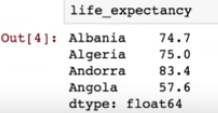 life_expectancy
Out[4]: Albania 74.7
Algeria 75.0
Andorra 83.4
Angola 57.6
dtype: float64